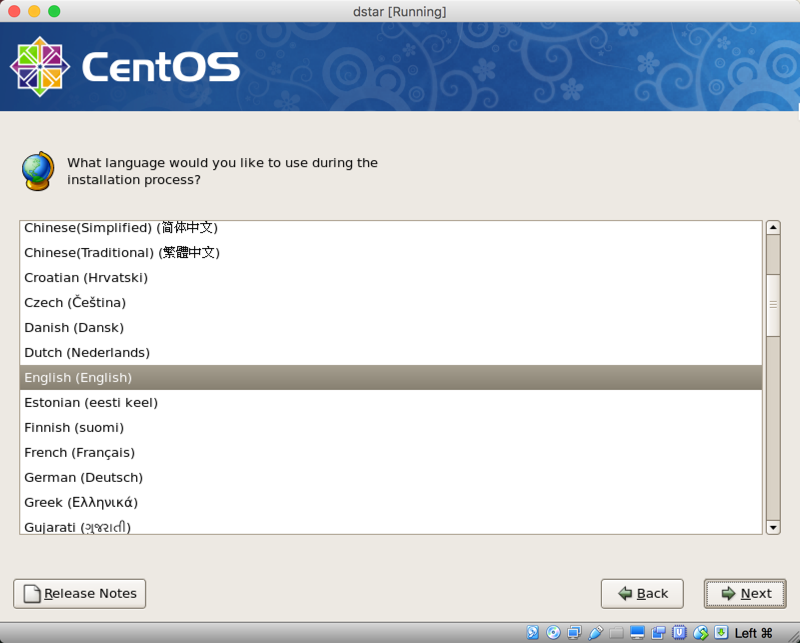 dstar [Running]
CentOS
What language would you like to use during the
installation process?
Chinese(Simplified) (简体中文)
Chinese(Traditional) (繁體中文)
Croatian (Hrvatski)
Czech (Čeština)
Danish (Dansk)
Dutch (Nederlands)
English (English)
Estonian (eesti keel)
Finnish (suomi)
French (Français)
German (Deutsch)
Greek (Ελληνικά)
Gujarati (ગુજરાતી)
Release Notes
Back
Next
Left ⌘